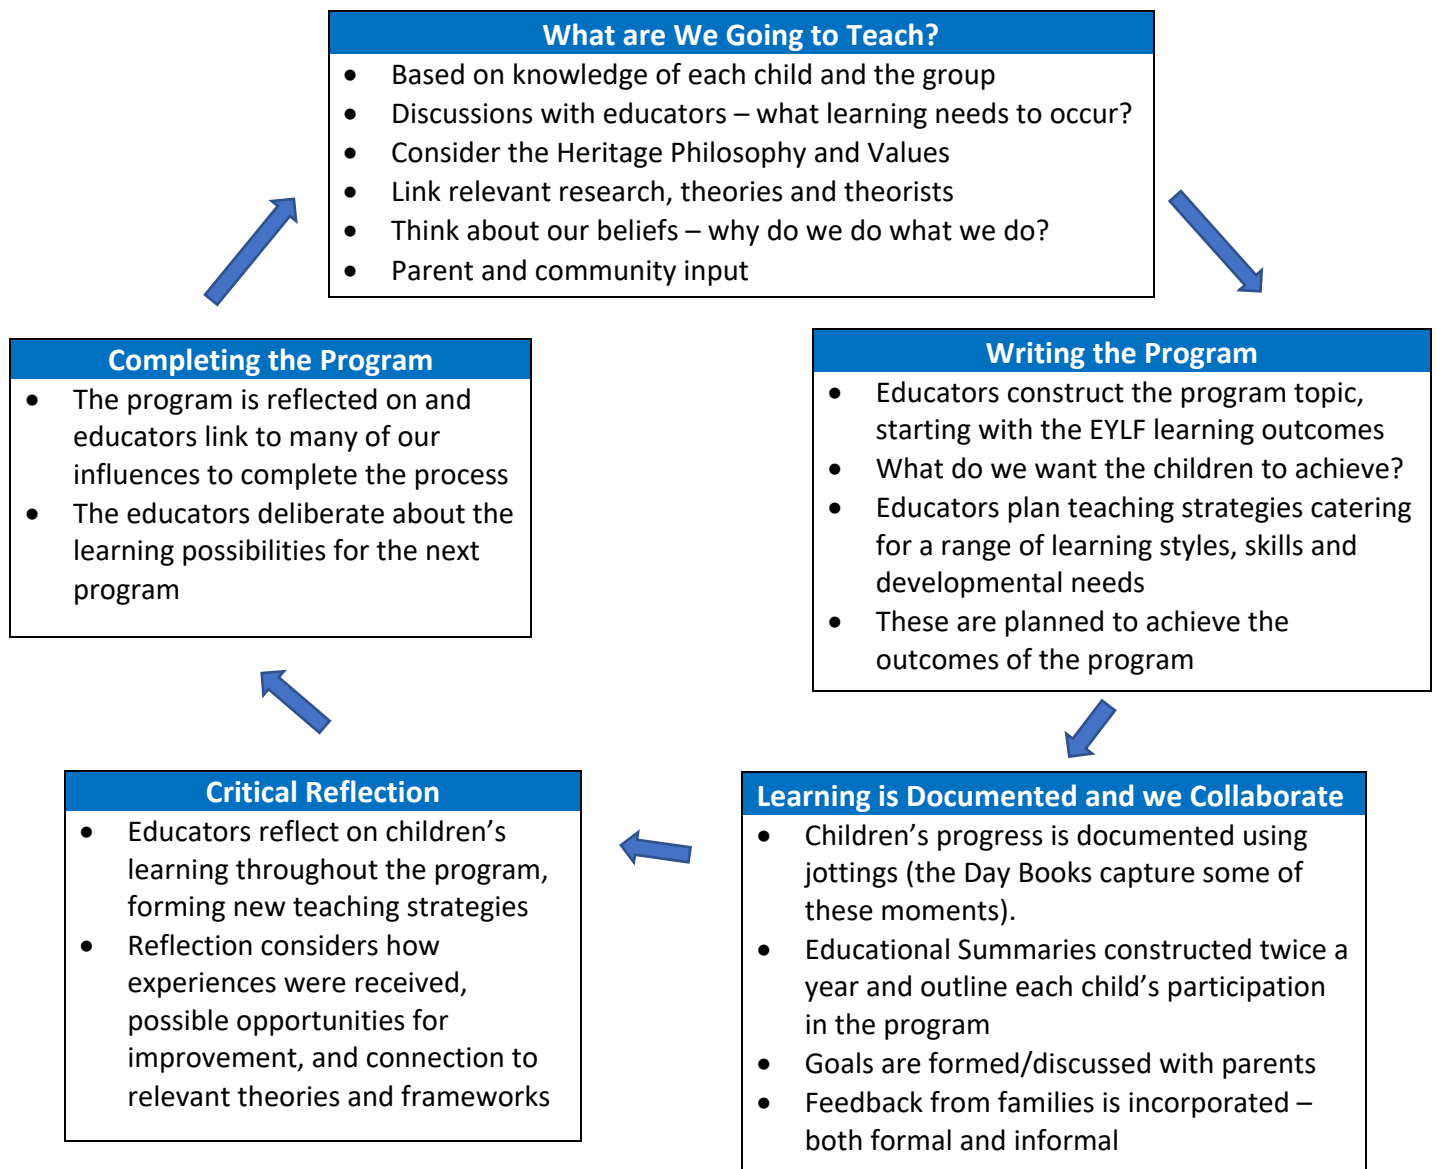 What are We Going to Teach?
• Based on knowledge of each child and the group
• Discussions with educators – what learning needs to occur?
• Consider the Heritage Philosophy and Values
• Link relevant research, theories and theorists
• Think about our beliefs – why do we do what we do?
• Parent and community input
Writing the Program
• Educators construct the program topic,
starting with the EYLF learning outcomes
• What do we want the children to achieve?
• Educators plan teaching strategies catering
for a range of learning styles, skills and
developmental needs
• These are planned to achieve the
outcomes of the program
Learning is Documented and we Collaborate
• Children’s progress is documented using
jottings (the Day Books capture some of
these moments).
• Educational Summaries constructed twice a
year and outline each child’s participation
in the program
• Goals are formed/discussed with parents
• Feedback from families is incorporated –
both formal and informal
Critical Reflection
• Educators reflect on children’s
learning throughout the program,
forming new teaching strategies
• Reflection considers how
experiences were received,
possible opportunities for
improvement, and connection to
relevant theories and frameworks
Completing the Program
• The program is reflected on and
educators link to many of our
influences to complete the process
• The educators deliberate about the
learning possibilities for the next
program